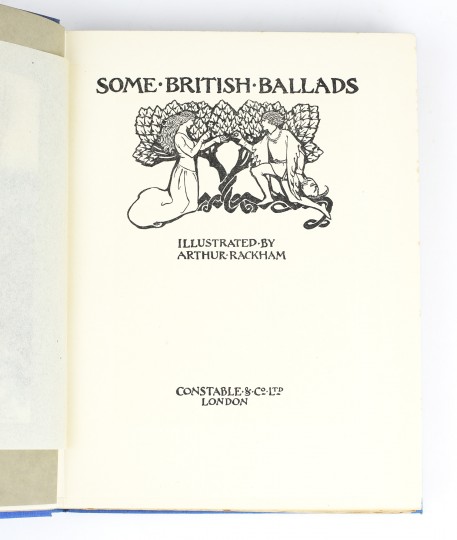 SOME·BRITISH·BALLADS
ILLUSTRATED·BY
ARTHUR·RACKHAM
CONSTABLE·&·CO·LTD
LONDON